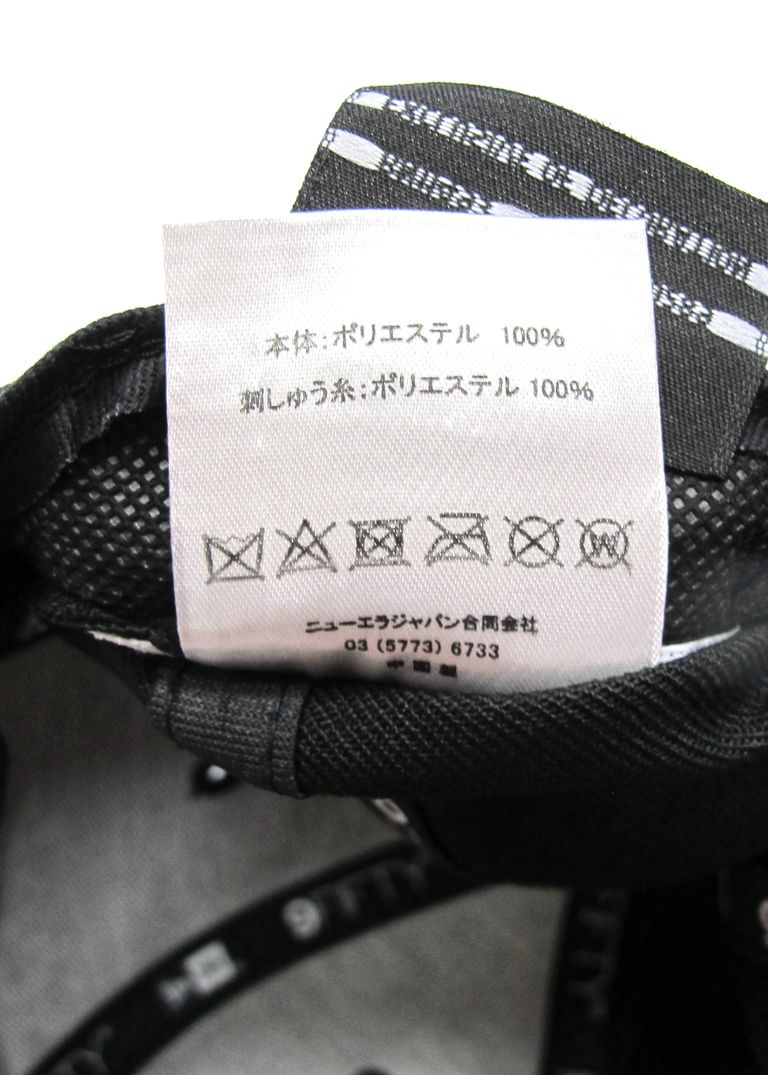 本体:ポリエステル 100%
刺しゅう糸:ポリエステル 100%
W
ニューエラジャパン合同会社
03 (5773) 6733
中国製
9FIFTY